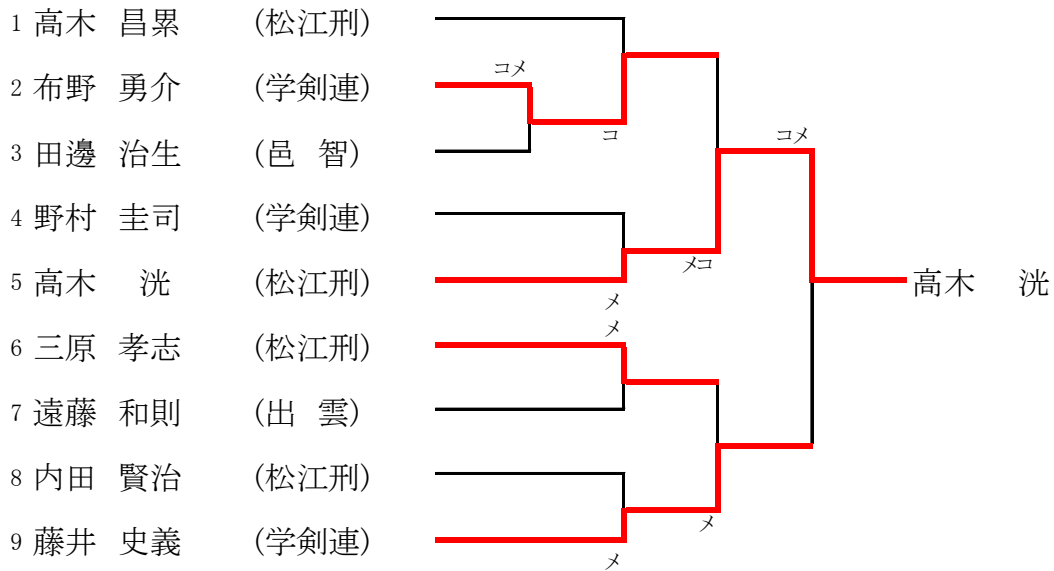 1 高木 昌累 (松江刑)
コメ
2 布野 勇介 (学剣連)
コ
コメ
3 田邊 治生 (邑 智)
4 野村 圭司 (学剣連)
メコ
5 高木 洸 (松江刑)
高木 洸
メ
メ
6 三原 孝志 (松江刑)
7 遠藤 和則 (出 雲)
8 内田 賢治 (松江刑)
メ
9 藤井 史義 (学剣連)
メ